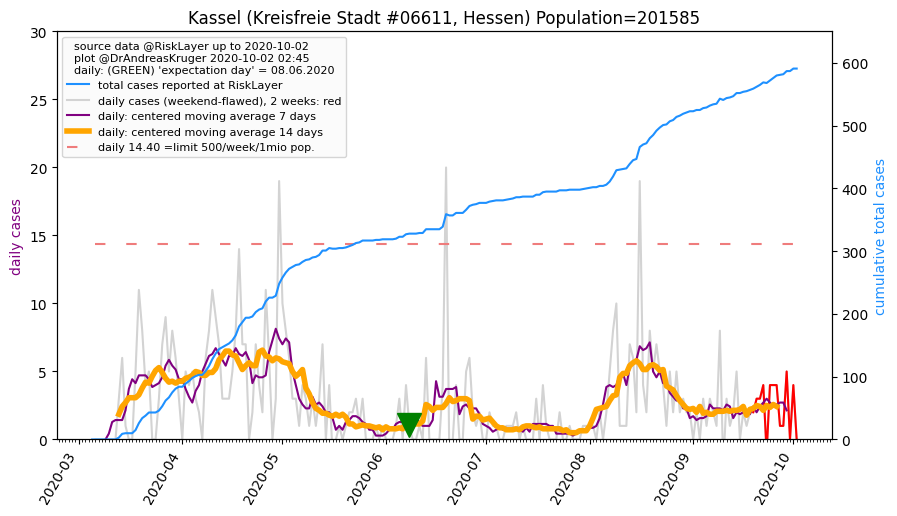 Kassel (Kreisfreie Stadt #06611, Hessen) Population=201585
source data @RiskLayer up to 2020-10-02
plot @DrAndreasKruger 2020-10-02 02:45
daily: (GREEN) 'expectation day' = 08.06.2020
total cases reported at RiskLayer
daily cases (weekend-flawed), 2 weeks: red
daily: centered moving average 7 days
daily: centered moving average 14 days
daily 14.40 =limit 500/week/1mio pop.
daily cases
30
25
20
15
10
5
0
cumulative total cases
600
500
400
300
200
100
0
2020-03
2020-04
2020-05
2020-06
2020-07
2020-08
2020-09
2020-10